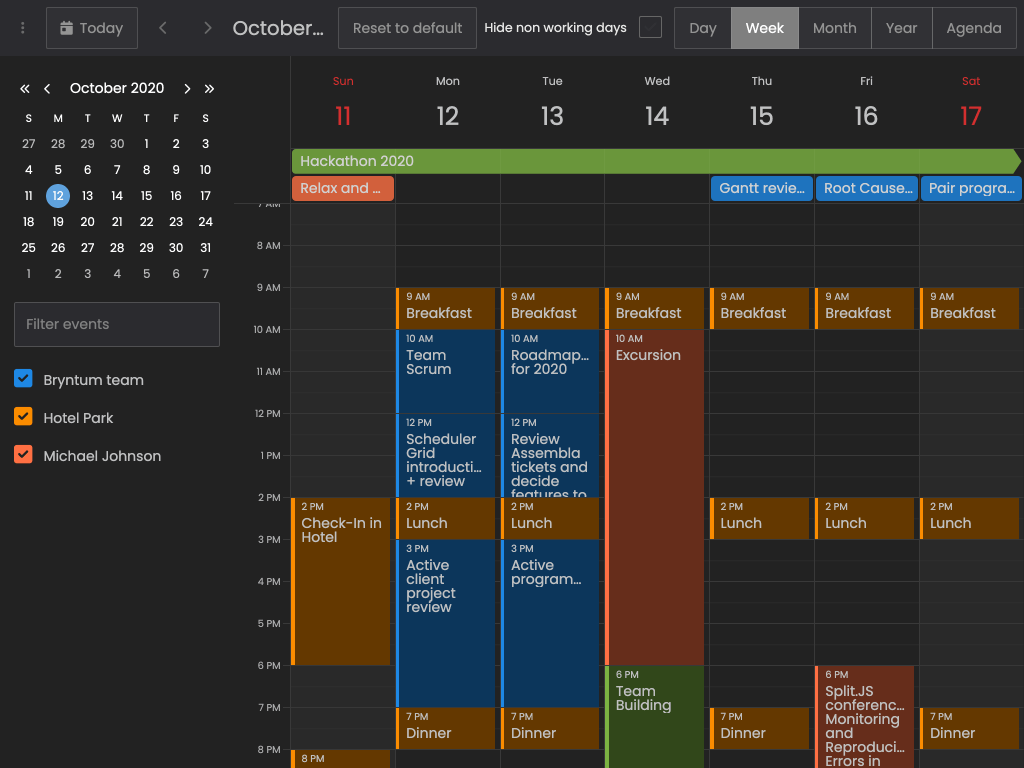 Today
October...
Reset to default
Hide non working days
Day
Week
Month
Year
Agenda
October 2020
S M T W T F S
27 28 29 30 1 2 3
4 5 6 7 8 9 10
11 12 13 14 15 16 17
18 19 20 21 22 23 24
25 26 27 28 29 30 31
1 2 3 4 5 6 7
Filter events
Bryntum team
Hotel Park
Michael Johnson
Sun Mon Tue Wed Thu Fri Sat
11 12 13 14 15 16 17
Hackathon 2020
Relax and ...
Gantt revie...
Root Cause...
Pair progra...
7 AM
8 AM
9 AM
10 AM
11 AM
12 PM
1 PM
2 PM
3 PM
4 PM
5 PM
6 PM
7 PM
8 PM
2 PM
Check-In in
Hotel
8 PM
9 AM
Breakfast
10 AM
Team
Scrum
12 PM
Scheduler
Grid
introducti...
+ review
2 PM
Lunch
3 PM
Active
client
project
review
7 PM
Dinner
9 AM
Breakfast
10 AM
Roadmap...
for 2020
12 PM
Review
Assembla
tickets and
decide
features to
2 PM
Lunch
3 PM
Active
program...
7 PM
Dinner
9 AM
Breakfast
10 AM
Excursion
6 PM
Team
Building
9 AM
Breakfast
2 PM
Lunch
7 PM
Dinner
9 AM
Breakfast
2 PM
Lunch
6 PM
Split.JS
conferenc...
Monitoring
and
Reproduci...
Errors in
9 AM
Breakfast
2 PM
Lunch
7 PM
Dinner